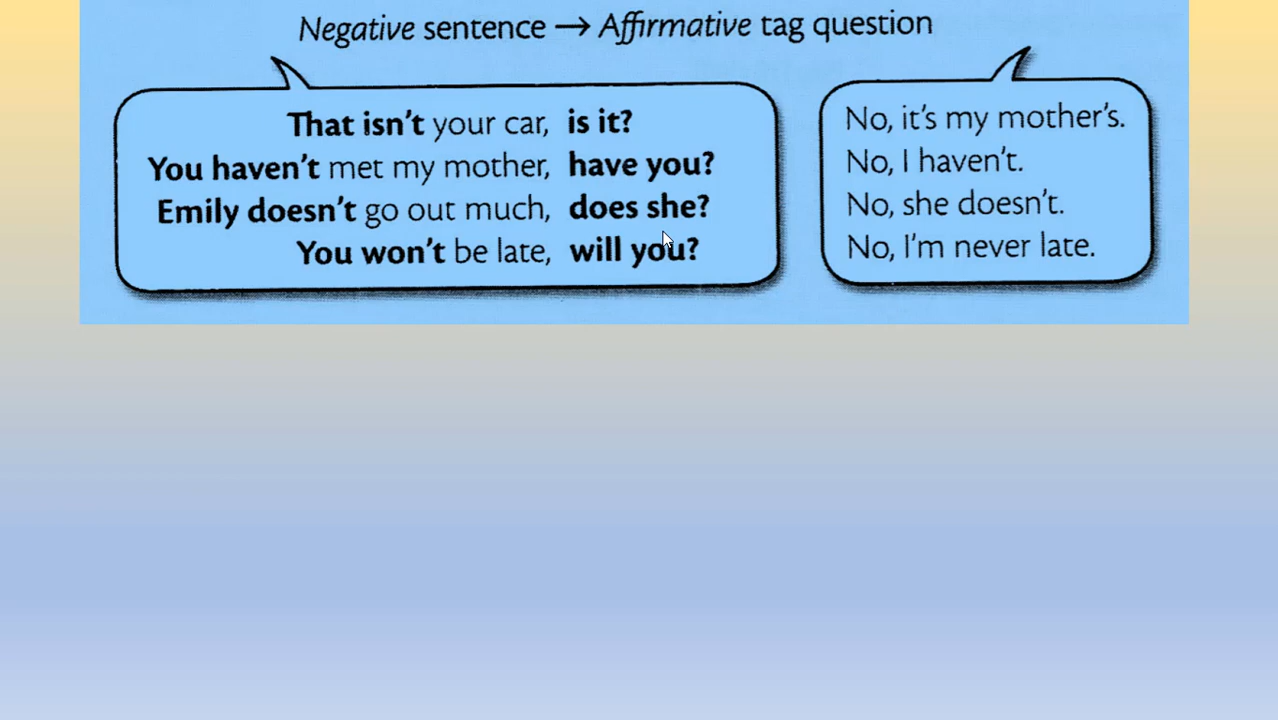 Negative sentence → Affirmative tag question
That isn't your car, is it?
You haven't met my mother, have you?
Emily doesn't go out much, does she?
You won't be late, will you?
No, it's my mother's.
No, I haven't.
No, she doesn't.
No, I'm never late.